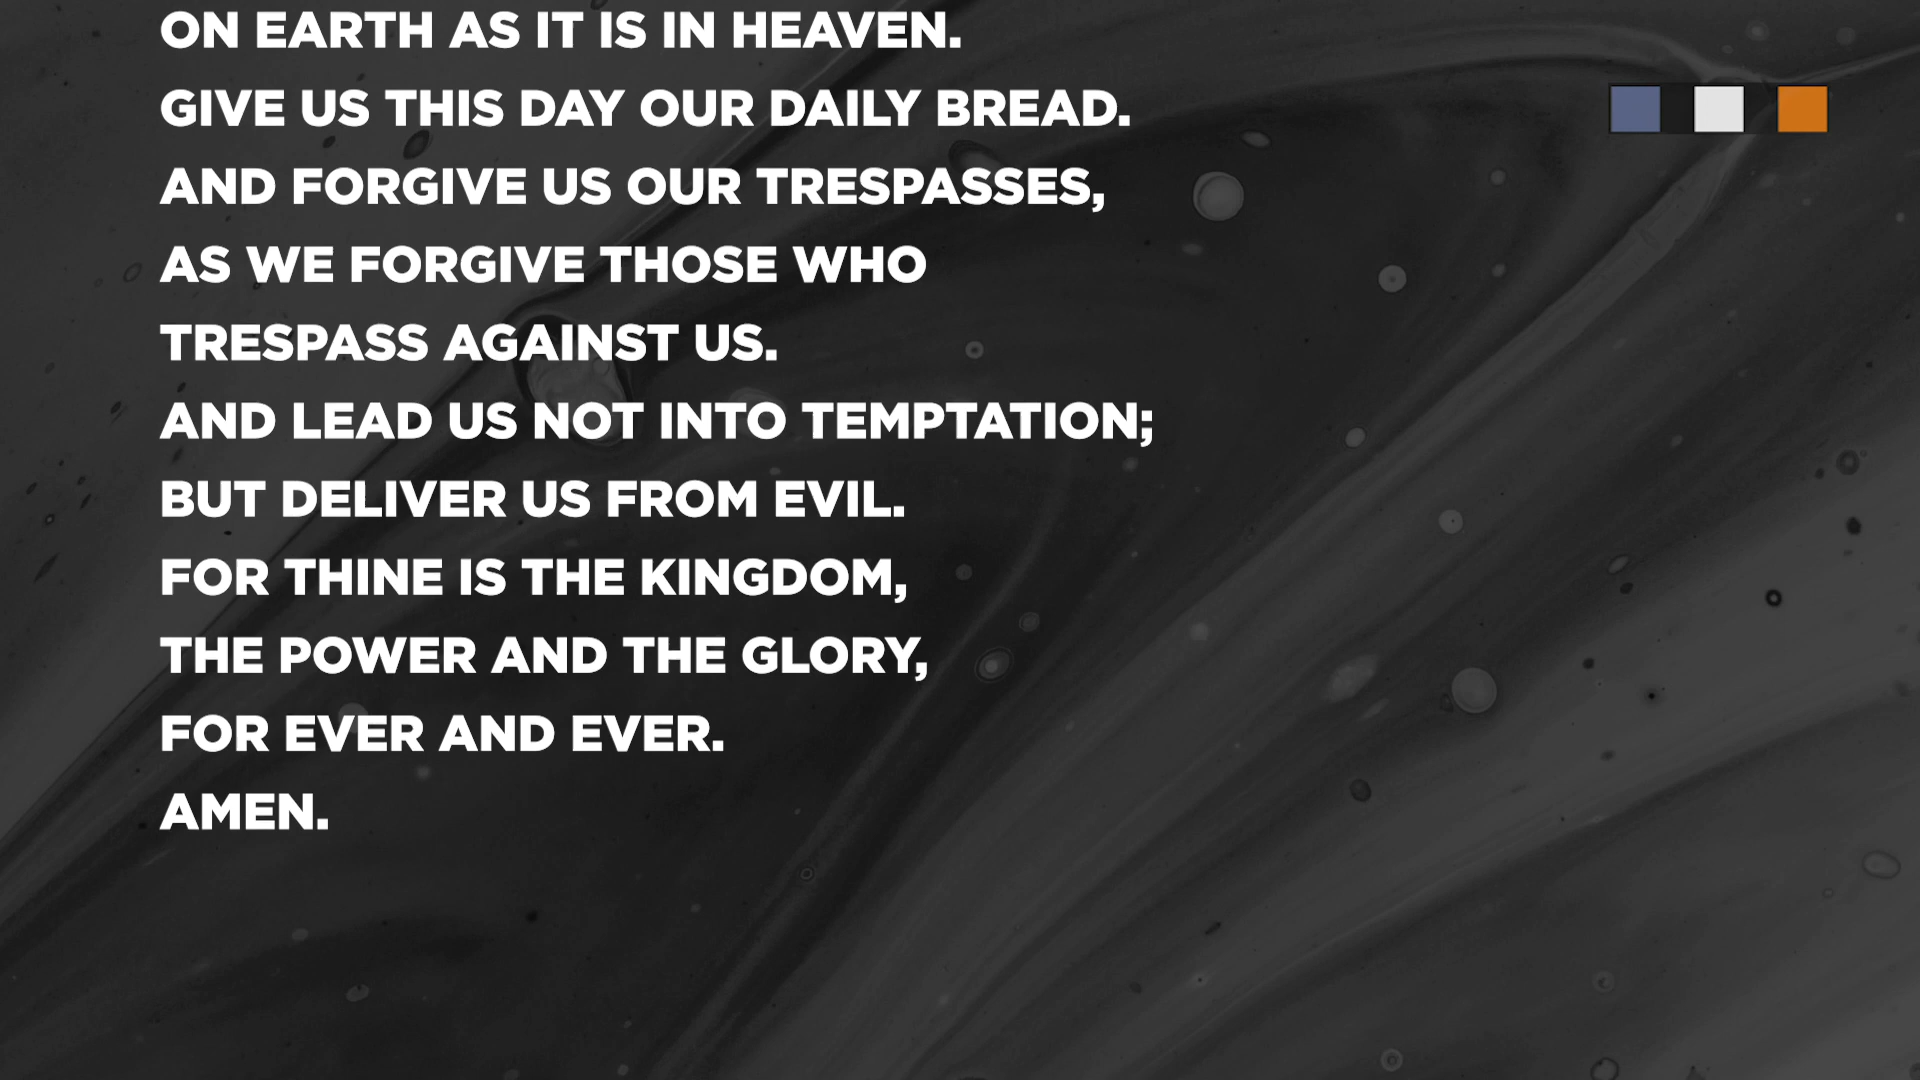 ON EARTH AS IT IS IN HEAVEN.
GIVE US THIS DAY OUR DAILY BREAD.
AND FORGIVE US OUR TRESPASSES,
AS WE FORGIVE THOSE WHO
TRESPASS AGAINST US.
AND LEAD US NOT INTO TEMPTATION;
BUT DELIVER US FROM EVIL.
FOR THINE IS THE KINGDOM,
THE POWER AND THE GLORY,
FOR EVER AND EVER.
AMEN.